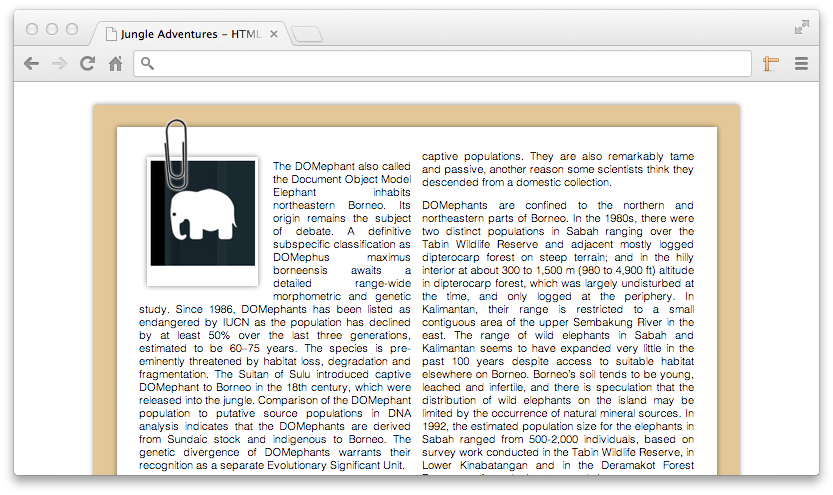 Jungle Adventures – HTML
The DOMephant also called
the Document Object Model
Elephant inhabits
northeastern Borneo. Its
origin remains the subject
of debate. A definitive
subspecific classification as
DOMephus maximus
borneensis awaits a
detailed range-wide
morphometric and genetic
study. Since 1986, DOMephants has been listed as
endangered by IUCN as the population has declined
by at least 50% over the last three generations,
estimated to be 60–75 years. The species is pre-
eminently threatened by habitat loss, degradation and
fragmentation. The Sultan of Sulu introduced captive
DOMephant to Borneo in the 18th century, which were
released into the jungle. Comparison of the DOMephant
population to putative source populations in DNA
analysis indicates that the DOMephants are derived
from Sundaic stock and indigenous to Borneo. The
genetic divergence of DOMephants warrants their
recognition as a separate Evolutionary Significant Unit.
captive populations. They are also remarkably tame
and passive, another reason some scientists think they
descended from a domestic collection.
DOMephants are confined to the northern and
northeastern parts of Borneo. In the 1980s, there were
two distinct populations in Sabah ranging over the
Tabin Wildlife Reserve and adjacent mostly logged
dipterocarp forest on steep terrain; and in the hilly
interior at about 300 to 1,500 m (980 to 4,900 ft) altitude
in dipterocarp forest, which was largely undisturbed at
the time, and only logged at the periphery. In
Kalimantan, their range is restricted to a small
contiguous area of the upper Sembakung River in the
east. The range of wild elephants in Sabah and
Kalimantan seems to have expanded very little in the
past 100 years despite access to suitable habitat
elsewhere on Borneo. Borneo's soil tends to be young,
leached and infertile, and there is speculation that the
distribution of wild elephants on the island may be
limited by the occurrence of natural mineral sources. In
1992, the estimated population size for the elephants in
Sabah ranged from 500-2,000 individuals, based on
survey work conducted in the Tabin Wildlife Reserve, in
Lower Kinabatangan and in the Deramakot Forest